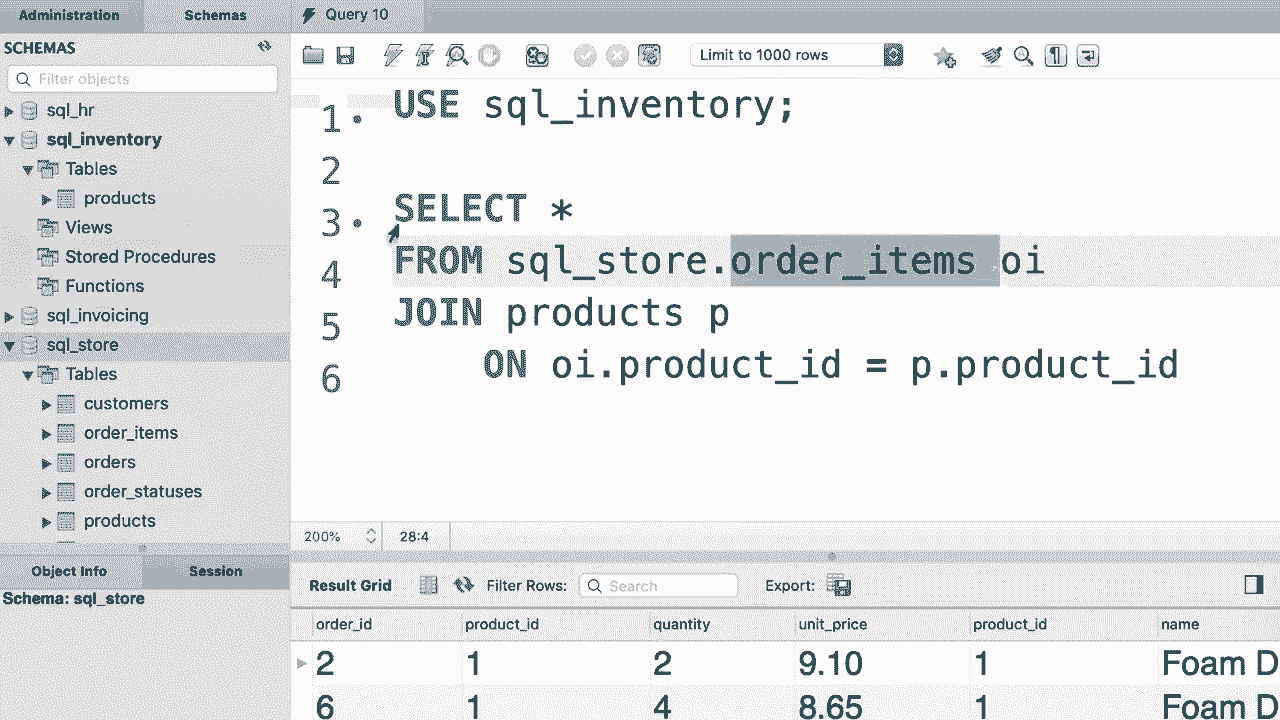 Administration Schemas Query 10
SCHEMAS
Filter objects
Limit to 1000 rows
sql_hr
sql_inventory
Tables
products
Views
Stored Procedures
Functions
sql_invoicing
sql_store
Tables
customers
order_items
orders
order_statuses
products
1 USE sql_inventory;
2
3 SELECT *
4 FROM sql_store.order_items oi
5 JOIN products p
6 ON oi.product_id = p.product_id
200% 28:4
Object Info Session
Schema: sql_store
Result Grid Filter Rows: Search Export:
order_id product_id quantity unit_price product_id name
2 1 2 9.10 1 Foam D
6 1 4 8.65 1 Foam D